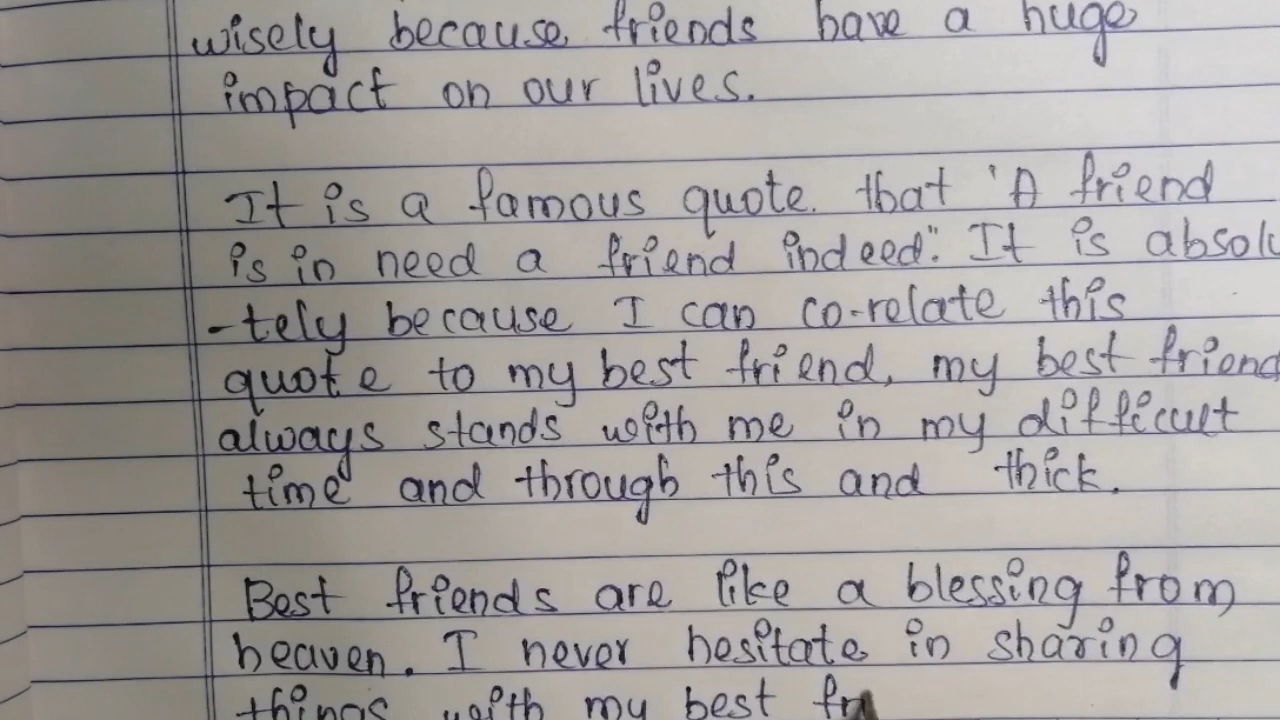 wisely because friends have a huge
impact on our lives.
It is a famous quote. that 'A friend
is in need a friend indeed". It is absolu
-tely because I can co-relate this
quote to my best friend, my best friend
always stands with me in my difficult
time and through this and thick.
Best friends are like a blessing from
heaven. I never hesitate in sharing
things with my best fri